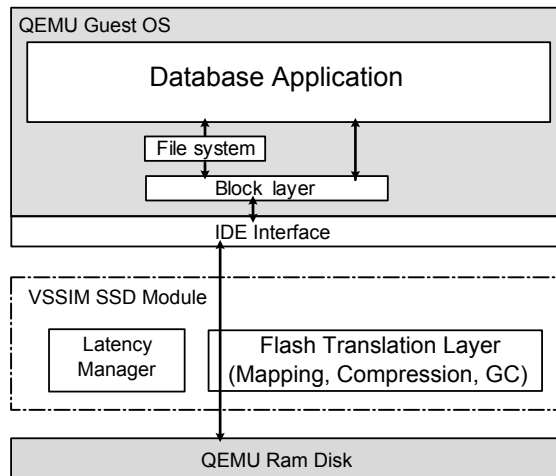 QEMU Guest OS
Database Application
File system
Block layer
IDE Interface
VSSIM SSD Module
Latency
Manager
Flash Translation Layer
(Mapping, Compression, GC)
QEMU Ram Disk